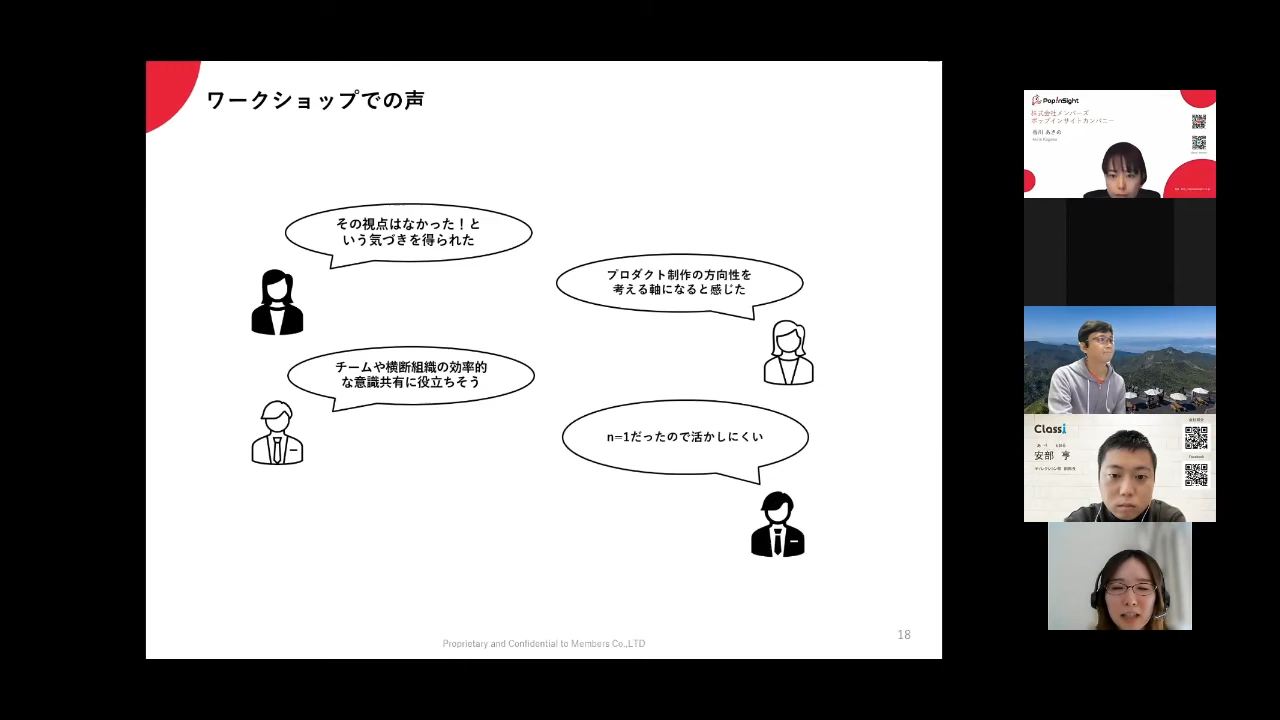 ワークショップでの声
その視点はなかった！と
いう気づきを得られた
プロダクト制作の方向性を
考える軸になると感じた
チームや横断組織の効率的
な意識共有に役立ちそう
n=1だったので活かしにくい
Proprietary and Confidential to Members Co.,LTD
18
PopInSight
株式会社メンバーズ
ポップインサイトカンパニー
Classi
安部 亨